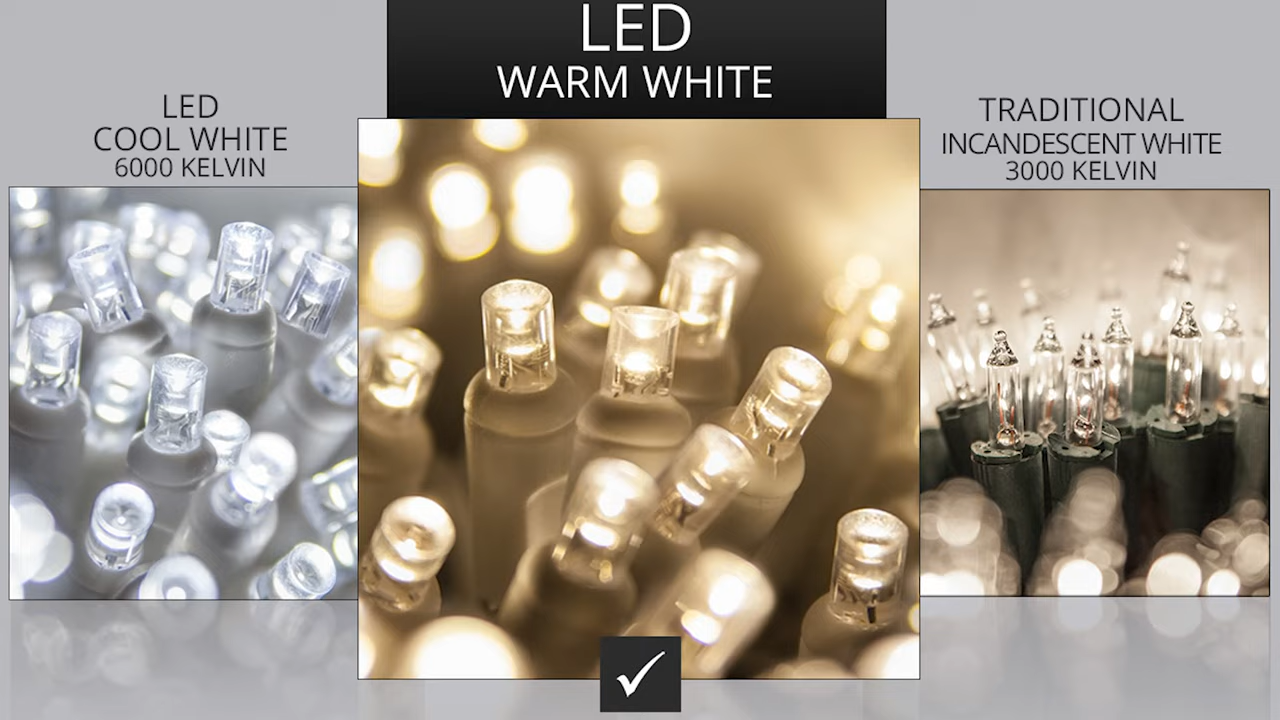 LED
COOL WHITE
6000 KELVIN
LED
WARM WHITE
TRADITIONAL
INCANDESCENT WHITE
3000 KELVIN